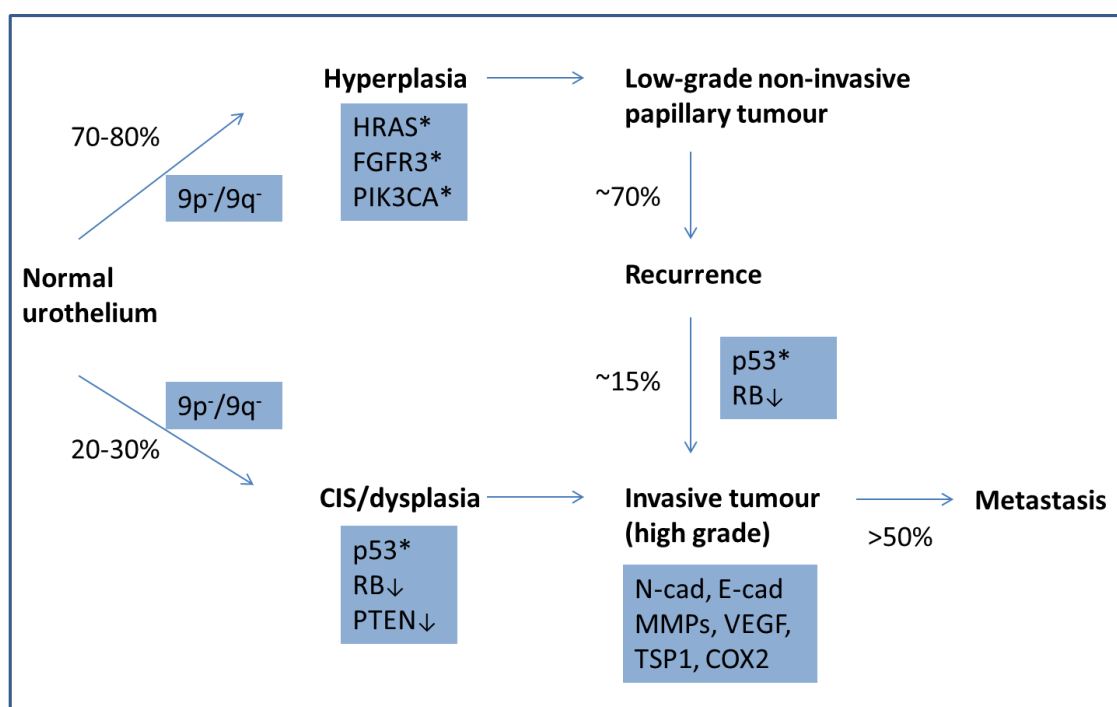 Hyperplasia
HRAS*
FGFR3*
PIK3CA*
Low-grade non-invasive
papillary tumour
70-80%
9p⁻/9q⁻
~70%
Normal
urothelium
Recurrence
9p⁻/9q⁻
20-30%
~15%
p53*
RB↓
CIS/dysplasia
p53*
RB↓
PTEN↓
Invasive tumour
(high grade)
N-cad, E-cad
MMPs, VEGF,
TSP1, COX2
>50%
Metastasis